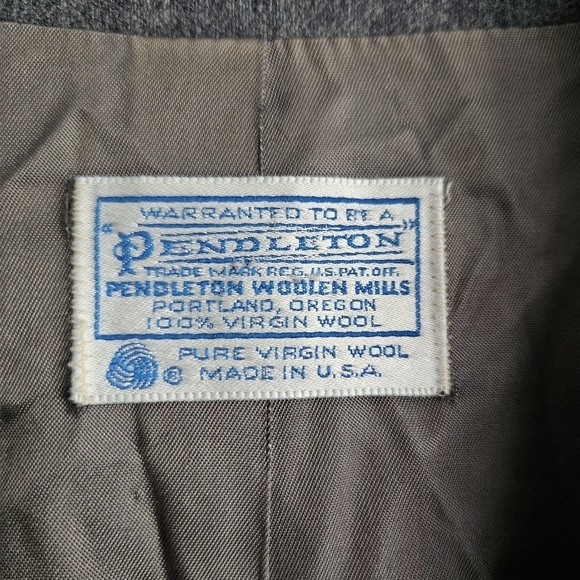 WARRANTED TO BE A
"PENDLETON"
TRADE MARK REG. U.S. PAT. OFF.
PENDLETON WOOLEN MILLS
PORTLAND, OREGON
100% VIRGIN WOOL
PURE VIRGIN WOOL
© MADE IN U.S.A.